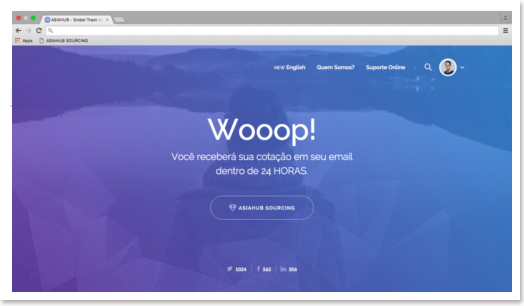 ASIAHUB - Global Trade
Apps ASIAHUB SOURCING
NEW English Quem Somos? Suporte Online
Wooop!
Você receberá sua cotação em seu email
dentro de 24 HORAS.
ASIAHUB SOURCING
1024 562 356